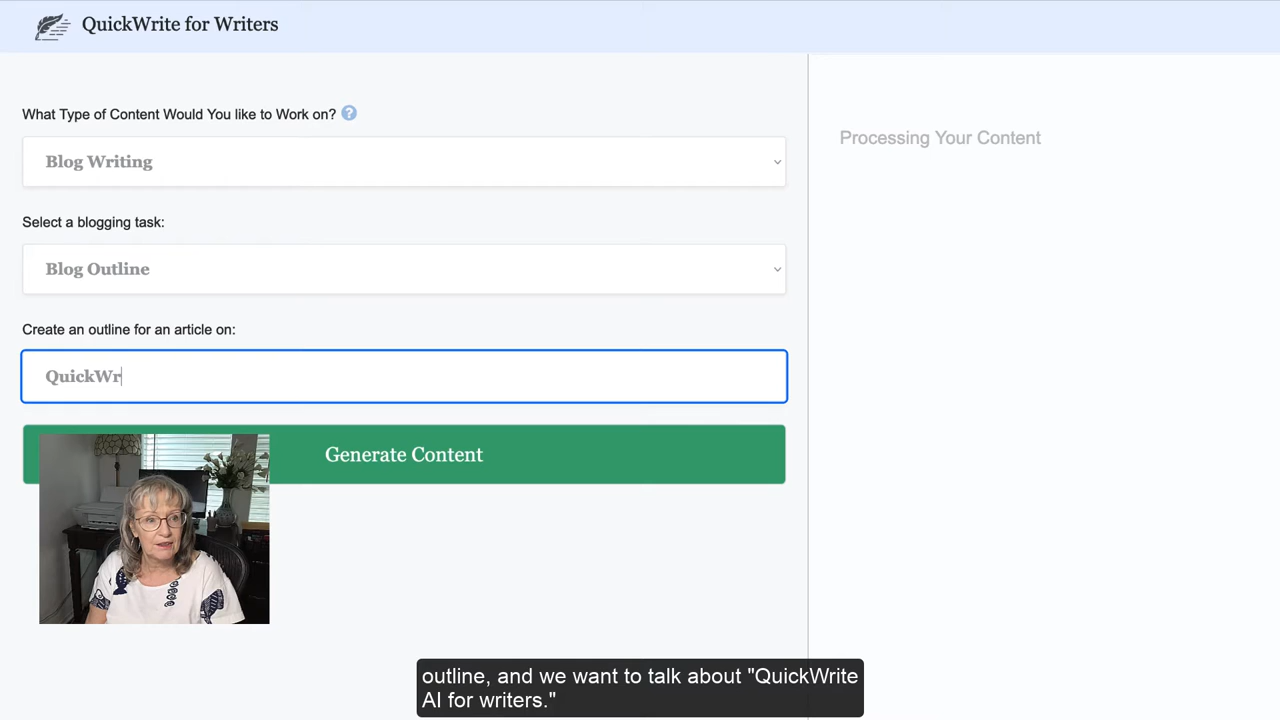 QuickWrite for Writers
What Type of Content Would You like to Work on? ?
Blog Writing
Processing Your Content
Select a blogging task:
Blog Outline
Create an outline for an article on:
QuickWr
Generate Content
outline, and we want to talk about "QuickWrite
AI for writers."